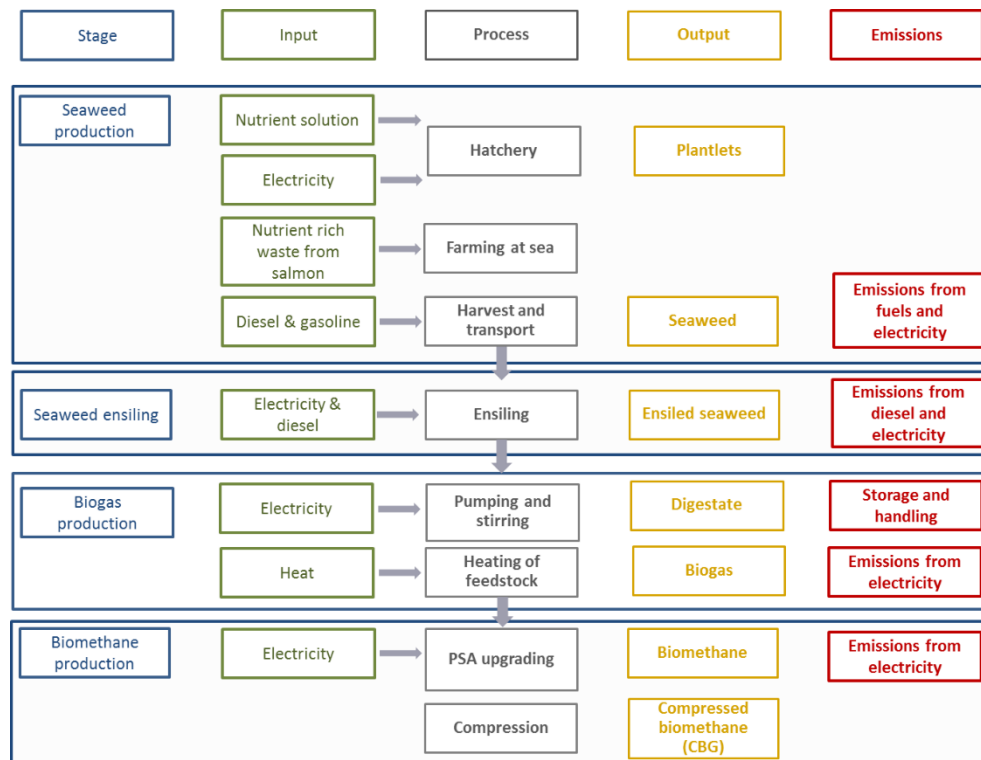 Stage
Input
Process
Output
Emissions
Seaweed
production
Nutrient solution
Hatchery
Plantlets
Electricity
Nutrient rich
waste from
salmon
Farming at sea
Diesel & gasoline
Harvest and
transport
Seaweed
Emissions from
fuels and
electricity
Seaweed ensiling
Electricity &
diesel
Ensiling
Ensiled seaweed
Emissions from
diesel and
electricity
Biogas
production
Electricity
Pumping and
stirring
Digestate
Storage and
handling
Heat
Heating of
feedstock
Biogas
Emissions from
electricity
Biomethane
production
Electricity
PSA upgrading
Biomethane
Emissions from
electricity
Compression
Compressed
biomethane
(CBG)